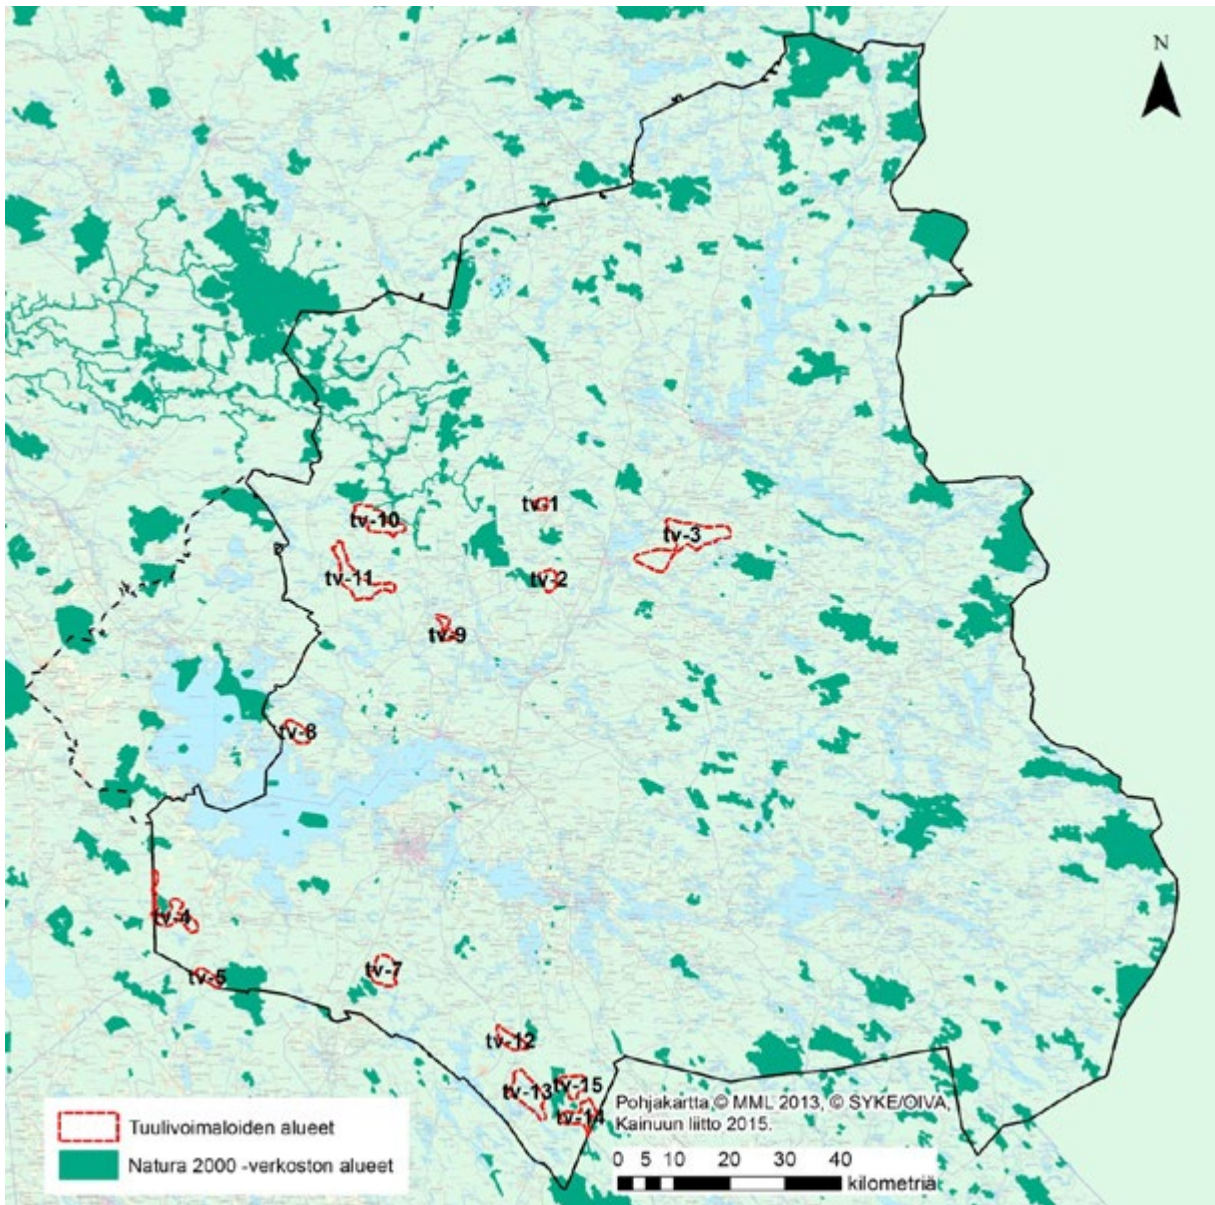 N
tv-1
tv-10
tv-3
tv-11
tv-2
tv-9
tv-8
tv-4
tv-5
tv-7
tv-12
tv-13
tv-15
tv-14
Pohjakartta © MML 2013, © SYKE/OIVA,
Kainuun liitto 2015.
Tuulivoimaloiden alueet
Natura 2000 -verkoston alueet
0 5 10 20 30 40
kilometriä